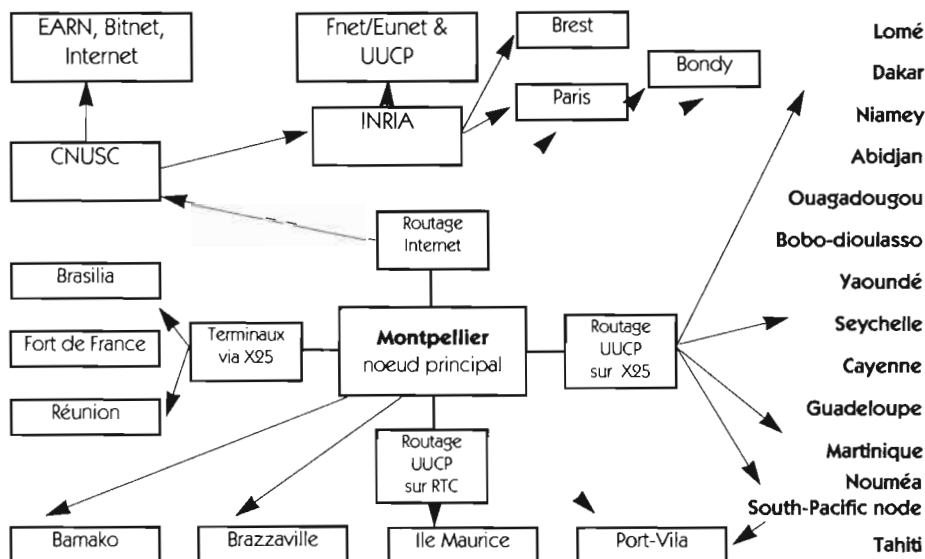 EARN, Bitnet,
Internet
Fnet/Eunet &
UUCP
Brest
Bondy
Paris
INRIA
CNUSC
Routage
Internet
Brasilia
Fort de France
Réunion
Terminaux
via X25
Montpellier
noeud principal
Routage
UUCP
sur X25
Routage
UUCP
sur RTC
Bamako
Brazzaville
Ile Maurice
Port-Vila
Lomé
Dakar
Niamey
Abidjan
Ouagadougou
Bobo-dioulasso
Yaoundé
Seychelle
Cayenne
Guadeloupe
Martinique
Nouméa
South-Pacific node
Tahiti